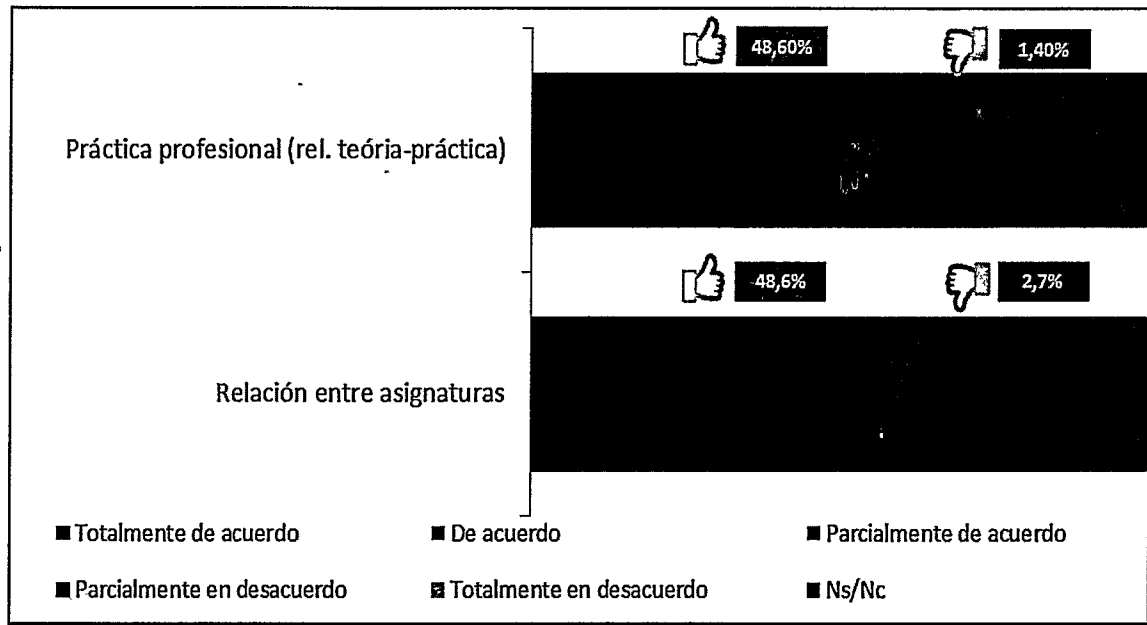 48,60% 1,40%
Práctica profesional (rel. teória-práctica)
48,6% 2,7%
Relación entre asignaturas
Totalmente de acuerdo De acuerdo Parcialmente de acuerdo
Parcialmente en desacuerdo Totalmente en desacuerdo Ns/Nc